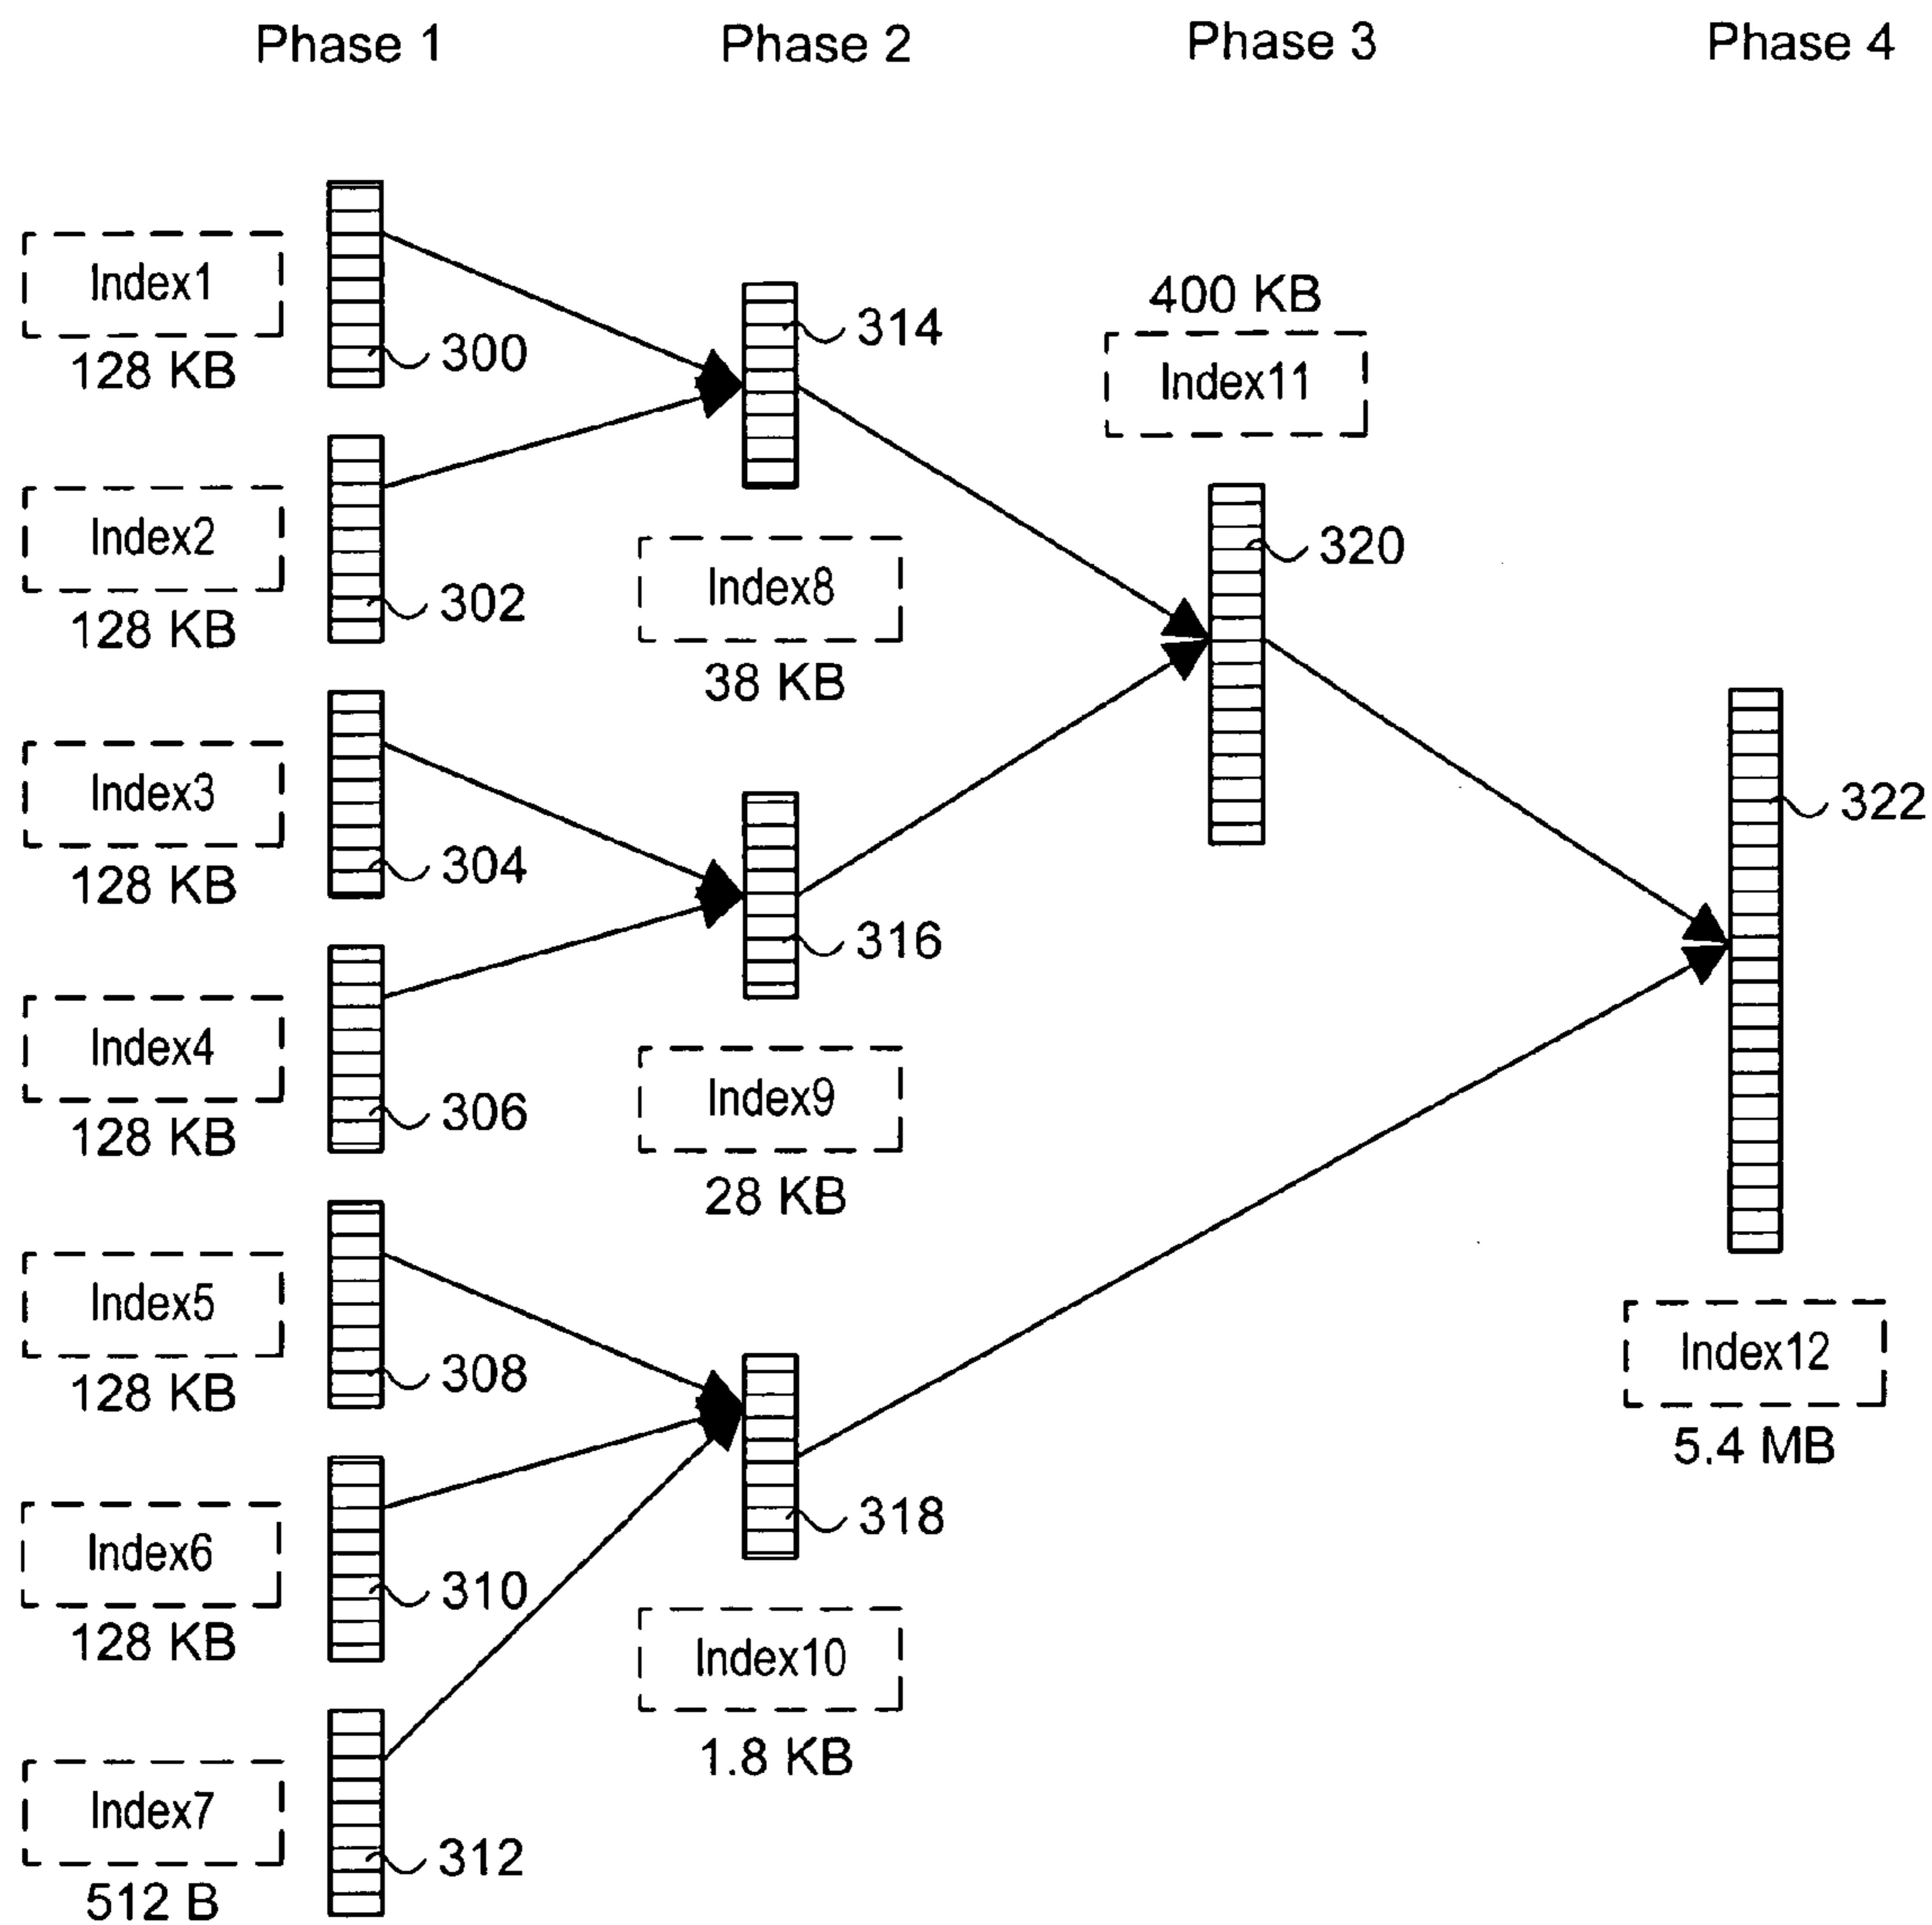 Phase 1 Phase 2 Phase 3 Phase 4
Index1
128 KB
300
Index2
128 KB
302
Index3
128 KB
304
Index4
128 KB
306
Index5
128 KB
308
Index6
128 KB
310
Index7
512 B
312
314
Index8
38 KB
316
Index9
28 KB
318
Index10
1.8 KB
400 KB
Index11
320
322
Index12
5.4 MB